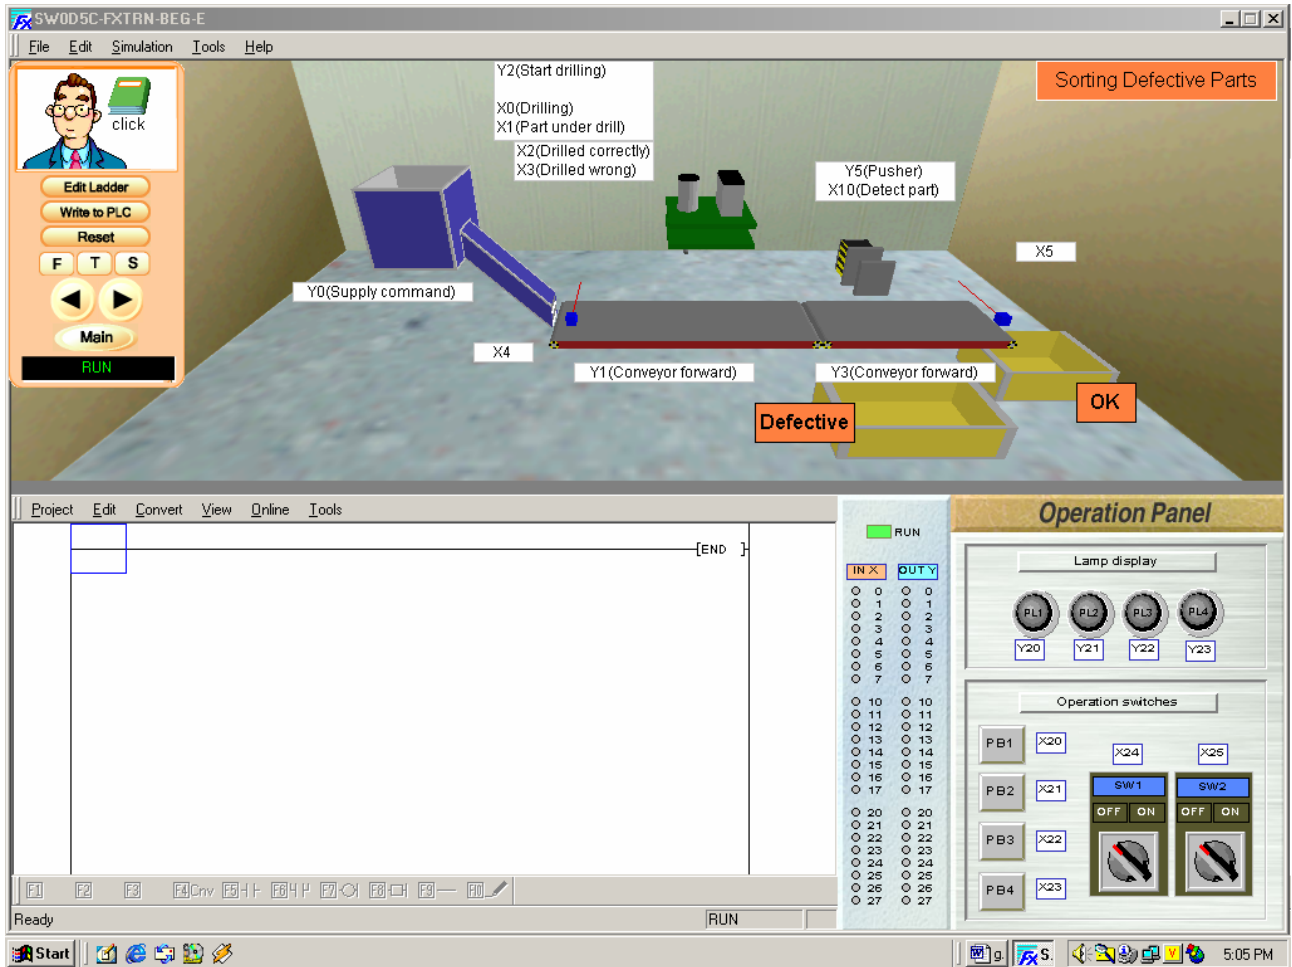 SW0D5C-FXTRN-BEG-E
File Edit Simulation Tools Help
click
Edit Ladder
Write to PLC
Reset
F T S
Main
RUN
Y2(Start drilling)
X0(Drilling)
X1(Part under drill)
X2(Drilled correctly)
X3(Drilled wrong)
Sorting Defective Parts
Y5(Pusher)
X10(Detect part)
X5
Y0(Supply command)
X4
Y1(Conveyor forward)
Y3(Conveyor forward)
OK
Defective
Project Edit Convert View Online Tools
[END ]
F1 F2 F3 F4Cnv F5 F6 F7 F8 F9 F10
Ready
RUN
RUN
IN X OUT Y
0 0
1 1
2 2
3 3
4 4
5 5
6 6
7 7
10 10
11 11
12 12
13 13
14 14
15 15
16 16
17 17
20 20
21 21
22 22
23 23
24 24
25 25
26 26
27 27
Operation Panel
Lamp display
PL1 PL2 PL3 PL4
Y20 Y21 Y22 Y23
Operation switches
PB1 X20
PB2 X21
PB3 X22
PB4 X23
X24 X25
SW1 SW2
OFF ON OFF ON
Start
g.
FX S.
5:05 PM